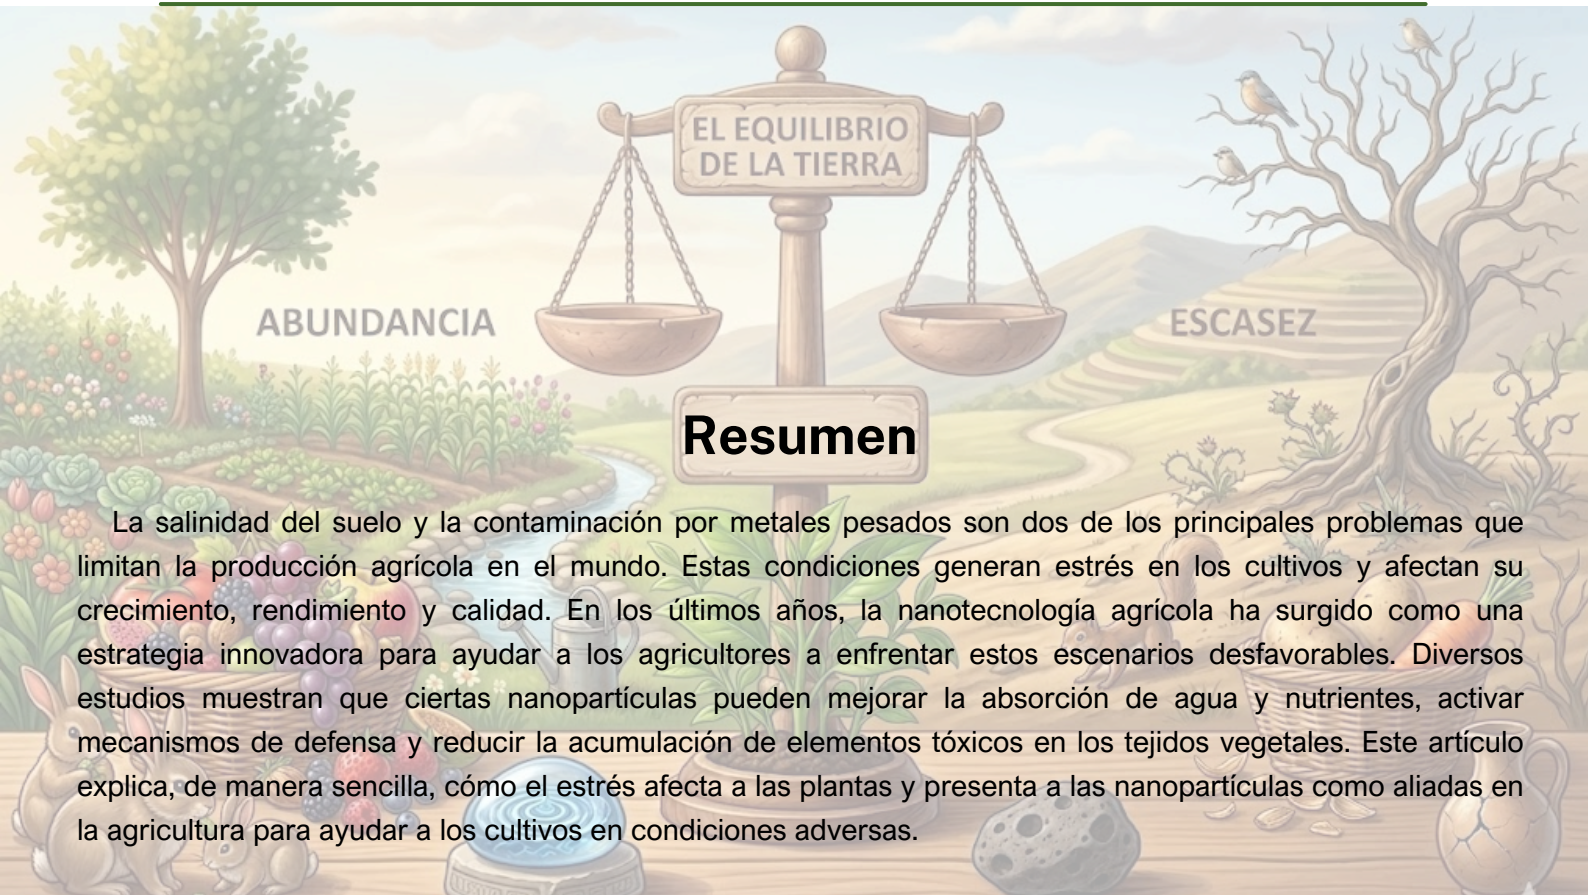 EL EQUILIBRIO
DE LA TIERRA
ABUNDANCIA
ESCASEZ
Resumen
La salinidad del suelo y la contaminación por metales pesados son dos de los principales problemas que
limitan la producción agrícola en el mundo. Estas condiciones generan estrés en los cultivos y afectan su
crecimiento, rendimiento y calidad. En los últimos años, la nanotecnología agrícola ha surgido como una
estrategia innovadora para ayudar a los agricultores a enfrentar estos escenarios desfavorables. Diversos
estudios muestran que ciertas nanopartículas pueden mejorar la absorción de agua y nutrientes, activar
mecanismos de defensa y reducir la acumulación de elementos tóxicos en los tejidos vegetales. Este artículo
explica, de manera sencilla, cómo el estrés afecta a las plantas y presenta a las nanopartículas como aliadas en
la agricultura para ayudar a los cultivos en condiciones adversas.